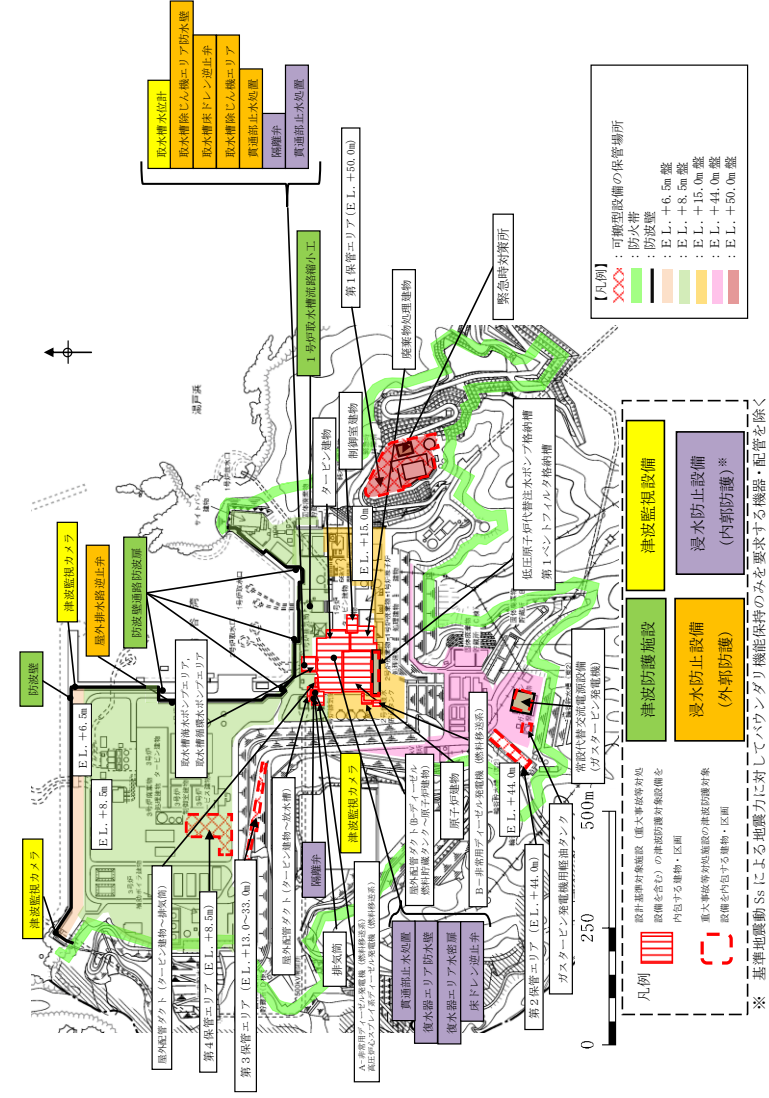 取水槽水位計
取水槽除じん機エリア防水壁
取水槽床ドレン逆止弁
取水槽除じん機エリア
貫通部止水処置
隔離弁
貫通部止水処置
1号炉取水槽流路縮小工
第1保管エリア(EL.+50.0m)
廃棄物処理建物
緊急時対策所
タービン建物
制御室建物
EL.+15.0m
低圧原子炉代替注水ポンプ格納槽
第1ベントフィルタ格納槽
津波監視カメラ
屋外排水路逆止弁
防波壁通路防波扉
防波壁
取水槽海水ポンプエリア,
取水槽循環水ポンプエリア
EL.+6.5m
EL.+8.5m
津波監視カメラ
屋外配管ダクト(タービン建物~排気筒)
第4保管エリア(EL.+8.5m)
第3保管エリア(EL.+13.0~33.0m)
屋外配管ダクト(タービン建物~放水槽)
隔離弁
排気筒
津波監視カメラ
A-非常用ディーゼル発電機(燃料移送系)
高圧炉心スプレイ系ディーゼル発電機(燃料移送系)
貫通部止水処置
復水器エリア防水壁
復水器エリア水密扉
床ドレン逆止弁
屋外配管ダクト(B-ディーゼル
燃料貯蔵タンク~原子炉建物)
原子炉建物
B-非常用ディーゼル発電機(燃料移送系)
EL.+44.0m
第2保管エリア(EL.+44.0m)
ガスタービン発電機用軽油タンク
常設代替交流電源設備
(ガスタービン発電機)
湯戸浜
サイトバンカ
建物
0 250 500m
【凡例】
:可搬型設備の保管場所
:防火帯
:防波壁
:EL.+6.5m盤
:EL.+8.5m盤
:EL.+15.0m盤
:EL.+44.0m盤
:EL.+50.0m盤
凡例
設計基準対象施設(重大事故等対処
設備を含む)の津波防護対象設備を
内包する建物・区画
重大事故等対処施設の津波防護対象
設備を内包する建物・区画
津波防護施設
津波監視設備
浸水防止設備
(外郭防護)
浸水防止設備
(内郭防護)※
※ 基準地震動Ssによる地震力に対してバウンダリ機能保持のみを要求する機器・配管を除く